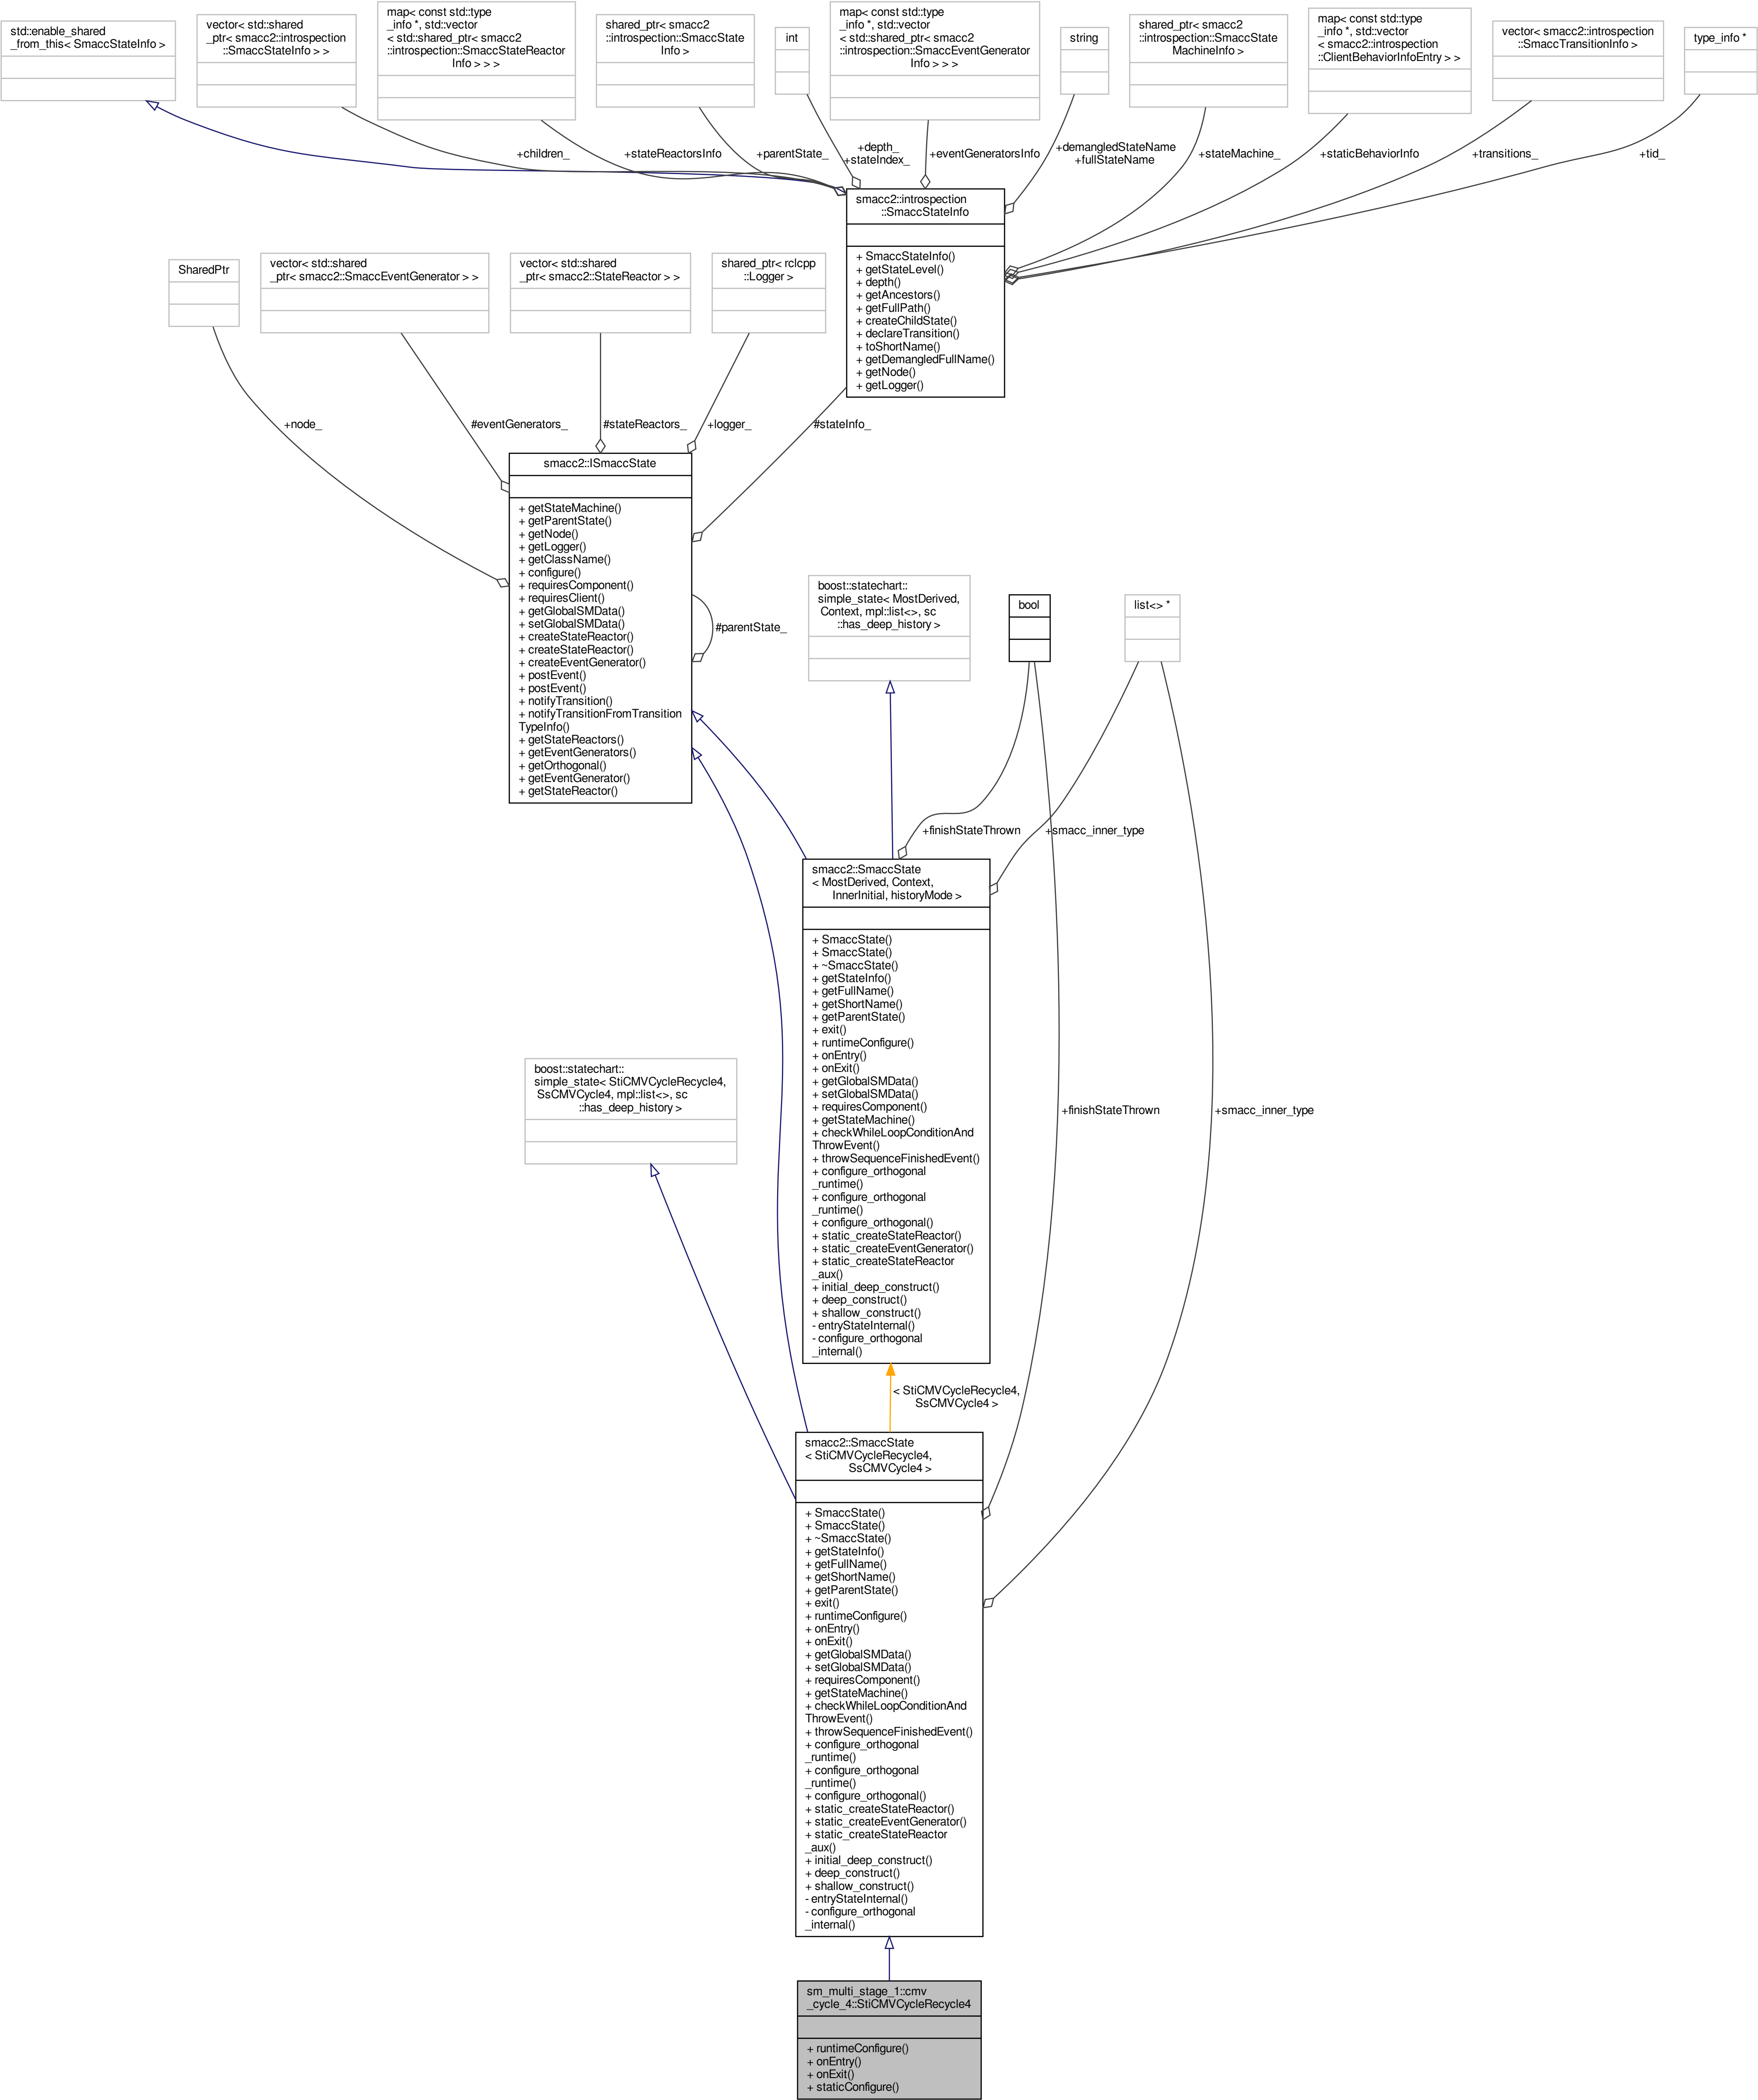 std::enable_shared
_from_this< SmaccStateInfo >
vector< std::shared
_ptr< smacc2::introspection
::SmaccStateInfo > >
map< const std::type
_info *, std::vector
< std::shared_ptr< smacc2
::introspection::SmaccStateReactor
Info > > >
shared_ptr< smacc2
::introspection::SmaccState
Info >
int
map< const std::type
_info *, std::vector
< std::shared_ptr< smacc2
::introspection::SmaccEventGenerator
Info > > >
string
shared_ptr< smacc2
::introspection::SmaccState
MachineInfo >
map< const std::type
_info *, std::vector
< smacc2::introspection
::ClientBehaviorInfoEntry > >
vector< smacc2::introspection
::SmaccTransitionInfo >
type_info *
+children_
+stateReactorsInfo
+parentState_
+depth_
+stateIndex_
+eventGeneratorsInfo
+demangledStateName
+fullStateName
+stateMachine_
+staticBehaviorInfo
+transitions_
+tid_
smacc2::introspection
::SmaccStateInfo
+ SmaccStateInfo()
+ getStateLevel()
+ depth()
+ getAncestors()
+ getFullPath()
+ createChildState()
+ declareTransition()
+ toShortName()
+ getDemangledFullName()
+ getNode()
+ getLogger()
SharedPtr
vector< std::shared
_ptr< smacc2::SmaccEventGenerator > >
vector< std::shared
_ptr< smacc2::StateReactor > >
shared_ptr< rclcpp
::Logger >
+node_
#eventGenerators_
#stateReactors_
+logger_
#stateInfo_
smacc2::ISmaccState
+ getStateMachine()
+ getParentState()
+ getNode()
+ getLogger()
+ getClassName()
+ configure()
+ requiresComponent()
+ requiresClient()
+ getGlobalSMData()
+ setGlobalSMData()
+ createStateReactor()
+ createStateReactor()
+ createEventGenerator()
+ postEvent()
+ postEvent()
+ notifyTransition()
+ notifyTransitionFromTransition
TypeInfo()
+ getStateReactors()
+ getEventGenerators()
+ getOrthogonal()
+ getEventGenerator()
+ getStateReactor()
#parentState_
boost::statechart::
simple_state< MostDerived,
Context, mpl::list<>, sc
::has_deep_history >
bool
list<> *
+finishStateThrown
+smacc_inner_type
smacc2::SmaccState
< MostDerived, Context,
InnerInitial, historyMode >
+ SmaccState()
+ SmaccState()
+ ~SmaccState()
+ getStateInfo()
+ getFullName()
+ getShortName()
+ getParentState()
+ exit()
+ runtimeConfigure()
+ onEntry()
+ onExit()
+ getGlobalSMData()
+ setGlobalSMData()
+ requiresComponent()
+ getStateMachine()
+ checkWhileLoopConditionAnd
ThrowEvent()
+ throwSequenceFinishedEvent()
+ configure_orthogonal
_runtime()
+ configure_orthogonal
_runtime()
+ configure_orthogonal()
+ static_createStateReactor()
+ static_createEventGenerator()
+ static_createStateReactor
_aux()
+ initial_deep_construct()
+ deep_construct()
+ shallow_construct()
- entryStateInternal()
- configure_orthogonal
_internal()
boost::statechart::
simple_state< StiCMVCycleRecycle4,
SsCMVCycle4, mpl::list<>, sc
::has_deep_history >
+finishStateThrown
+smacc_inner_type
< StiCMVCycleRecycle4,
SsCMVCycle4 >
smacc2::SmaccState
< StiCMVCycleRecycle4,
SsCMVCycle4 >
+ SmaccState()
+ SmaccState()
+ ~SmaccState()
+ getStateInfo()
+ getFullName()
+ getShortName()
+ getParentState()
+ exit()
+ runtimeConfigure()
+ onEntry()
+ onExit()
+ getGlobalSMData()
+ setGlobalSMData()
+ requiresComponent()
+ getStateMachine()
+ checkWhileLoopConditionAnd
ThrowEvent()
+ throwSequenceFinishedEvent()
+ configure_orthogonal
_runtime()
+ configure_orthogonal
_runtime()
+ configure_orthogonal()
+ static_createStateReactor()
+ static_createEventGenerator()
+ static_createStateReactor
_aux()
+ initial_deep_construct()
+ deep_construct()
+ shallow_construct()
- entryStateInternal()
- configure_orthogonal
_internal()
sm_multi_stage_1::cmv
_cycle_4::StiCMVCycleRecycle4
+ runtimeConfigure()
+ onEntry()
+ onExit()
+ staticConfigure()